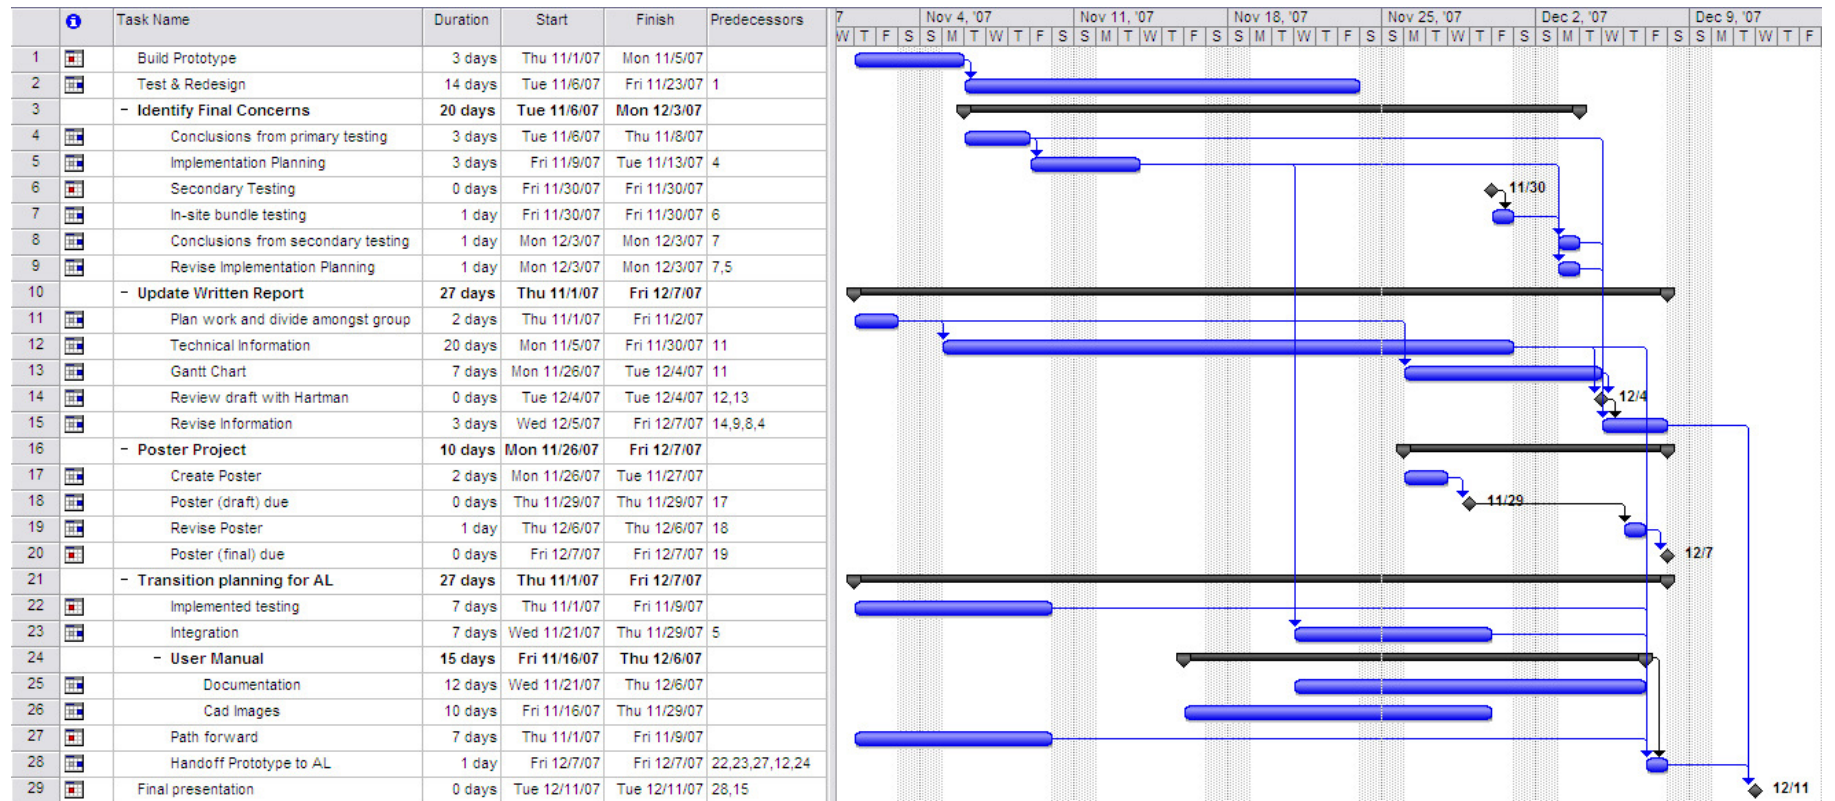 Task Name Duration Start Finish Predecessors 7 Nov 4, '07 Nov 11, '07 Nov 18, '07 Nov 25, '07 Dec 2, '07 Dec 9, '07
W T F S S M T W T F S S M T W T F S S M T W T F S S M T W T F S S M T W T F S S M T W T F
1 Build Prototype 3 days Thu 11/1/07 Mon 11/5/07
2 Test & Redesign 14 days Tue 11/6/07 Fri 11/23/07 1
3 − Identify Final Concerns 20 days Tue 11/6/07 Mon 12/3/07
4 Conclusions from primary testing 3 days Tue 11/6/07 Thu 11/8/07
5 Implementation Planning 3 days Fri 11/9/07 Tue 11/13/07 4
6 Secondary Testing 0 days Fri 11/30/07 Fri 11/30/07 11/30
7 In-site bundle testing 1 day Fri 11/30/07 Fri 11/30/07 6
8 Conclusions from secondary testing 1 day Mon 12/3/07 Mon 12/3/07 7
9 Revise Implementation Planning 1 day Mon 12/3/07 Mon 12/3/07 7,5
10 − Update Written Report 27 days Thu 11/1/07 Fri 12/7/07
11 Plan work and divide amongst group 2 days Thu 11/1/07 Fri 11/2/07
12 Technical Information 20 days Mon 11/5/07 Fri 11/30/07 11
13 Gantt Chart 7 days Mon 11/26/07 Tue 12/4/07 11
14 Review draft with Hartman 0 days Tue 12/4/07 Tue 12/4/07 12,13 12/4
15 Revise Information 3 days Wed 12/5/07 Fri 12/7/07 14,9,8,4
16 − Poster Project 10 days Mon 11/26/07 Fri 12/7/07
17 Create Poster 2 days Mon 11/26/07 Tue 11/27/07
18 Poster (draft) due 0 days Thu 11/29/07 Thu 11/29/07 17 11/29
19 Revise Poster 1 day Thu 12/6/07 Thu 12/6/07 18
20 Poster (final) due 0 days Fri 12/7/07 Fri 12/7/07 19 12/7
21 − Transition planning for AL 27 days Thu 11/1/07 Fri 12/7/07
22 Implemented testing 7 days Thu 11/1/07 Fri 11/9/07
23 Integration 7 days Wed 11/21/07 Thu 11/29/07 5
24 − User Manual 15 days Fri 11/16/07 Thu 12/6/07
25 Documentation 12 days Wed 11/21/07 Thu 12/6/07
26 Cad Images 10 days Fri 11/16/07 Thu 11/29/07
27 Path forward 7 days Thu 11/1/07 Fri 11/9/07
28 Handoff Prototype to AL 1 day Fri 12/7/07 Fri 12/7/07 22,23,27,12,24
29 Final presentation 0 days Tue 12/11/07 Tue 12/11/07 28,15 12/11